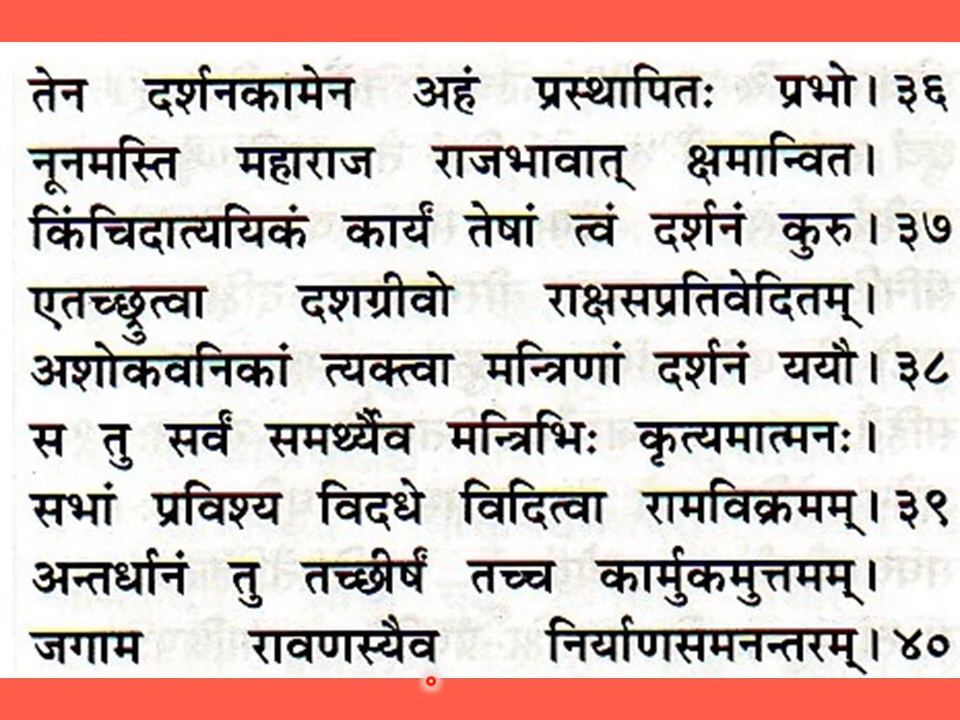 तेन दर्शनकामेन अहं प्रस्थापितः प्रभो। ३६
नूनमस्ति महाराज राजभावात् क्षमान्वित।
किंचिदात्ययिकं कार्यं तेषां त्वं दर्शनं कुरु। ३७
एतच्छ्रुत्वा दशग्रीवो राक्षसप्रतिवेदितम्।
अशोकवनिकां त्यक्त्वा मन्त्रिणां दर्शनं ययौ। ३८
स तु सर्वं समर्थ्यैव मन्त्रिभिः कृत्यमात्मनः।
सभां प्रविश्य विदधे विदित्वा रामविक्रमम्। ३९
अन्तर्धानं तु तच्छीर्षं तच्च कार्मुकमुत्तमम्।
जगाम रावणस्यैव निर्याणसमनन्तरम्। ४०